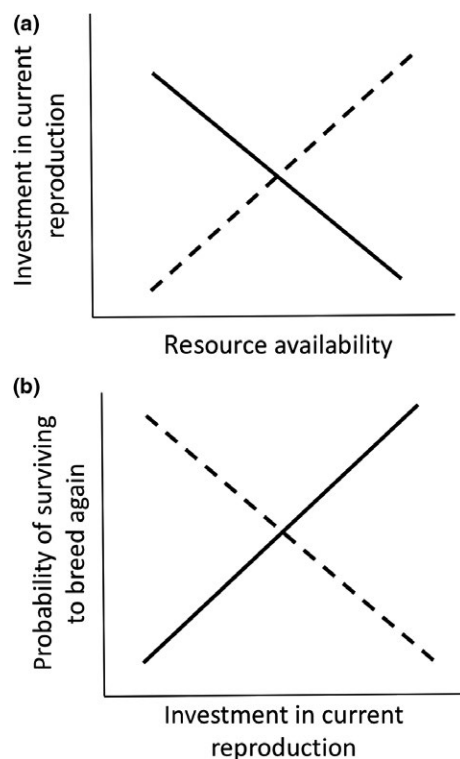 (a)
Investment in current
reproduction
Resource availability
(b)
Probability of surviving
to breed again
Investment in current
reproduction